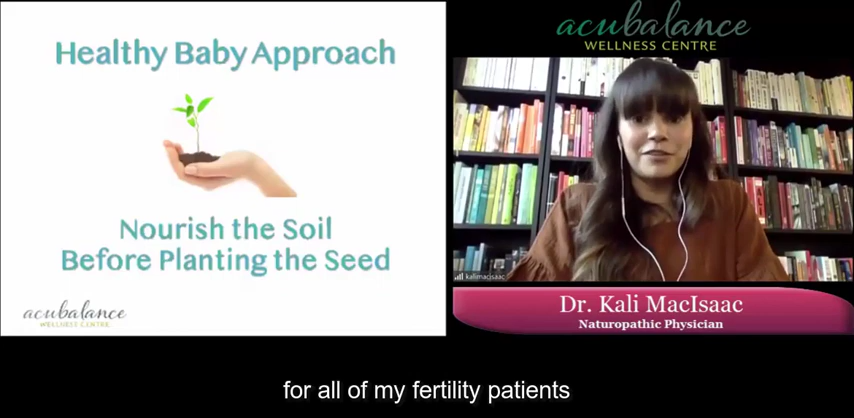 Healthy Baby Approach
Nourish the Soil
Before Planting the Seed
acubalance
WELLNESS CENTRE
acubalance
WELLNESS CENTRE
kalimacisaac
Dr. Kali MacIsaac
Naturopathic Physician
for all of my fertility patients